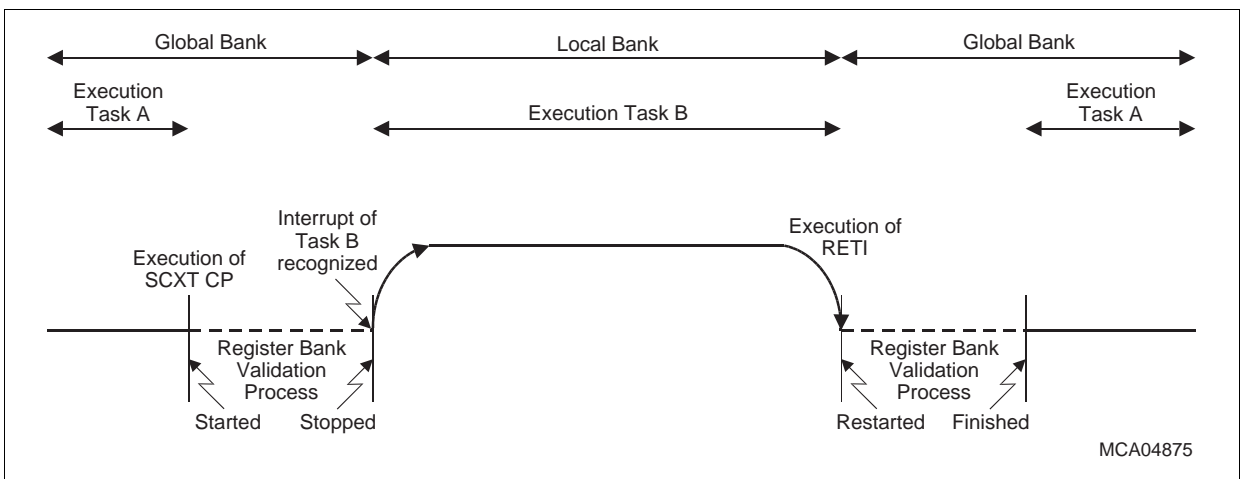 Global Bank
Local Bank
Global Bank
Execution
Task A
Execution Task B
Execution
Task A
Execution of
SCXT CP
Interrupt of
Task B
recognized
Execution of
RETI
Register Bank
Validation
Process
Started
Stopped
Register Bank
Validation
Process
Restarted
Finished
MCA04875